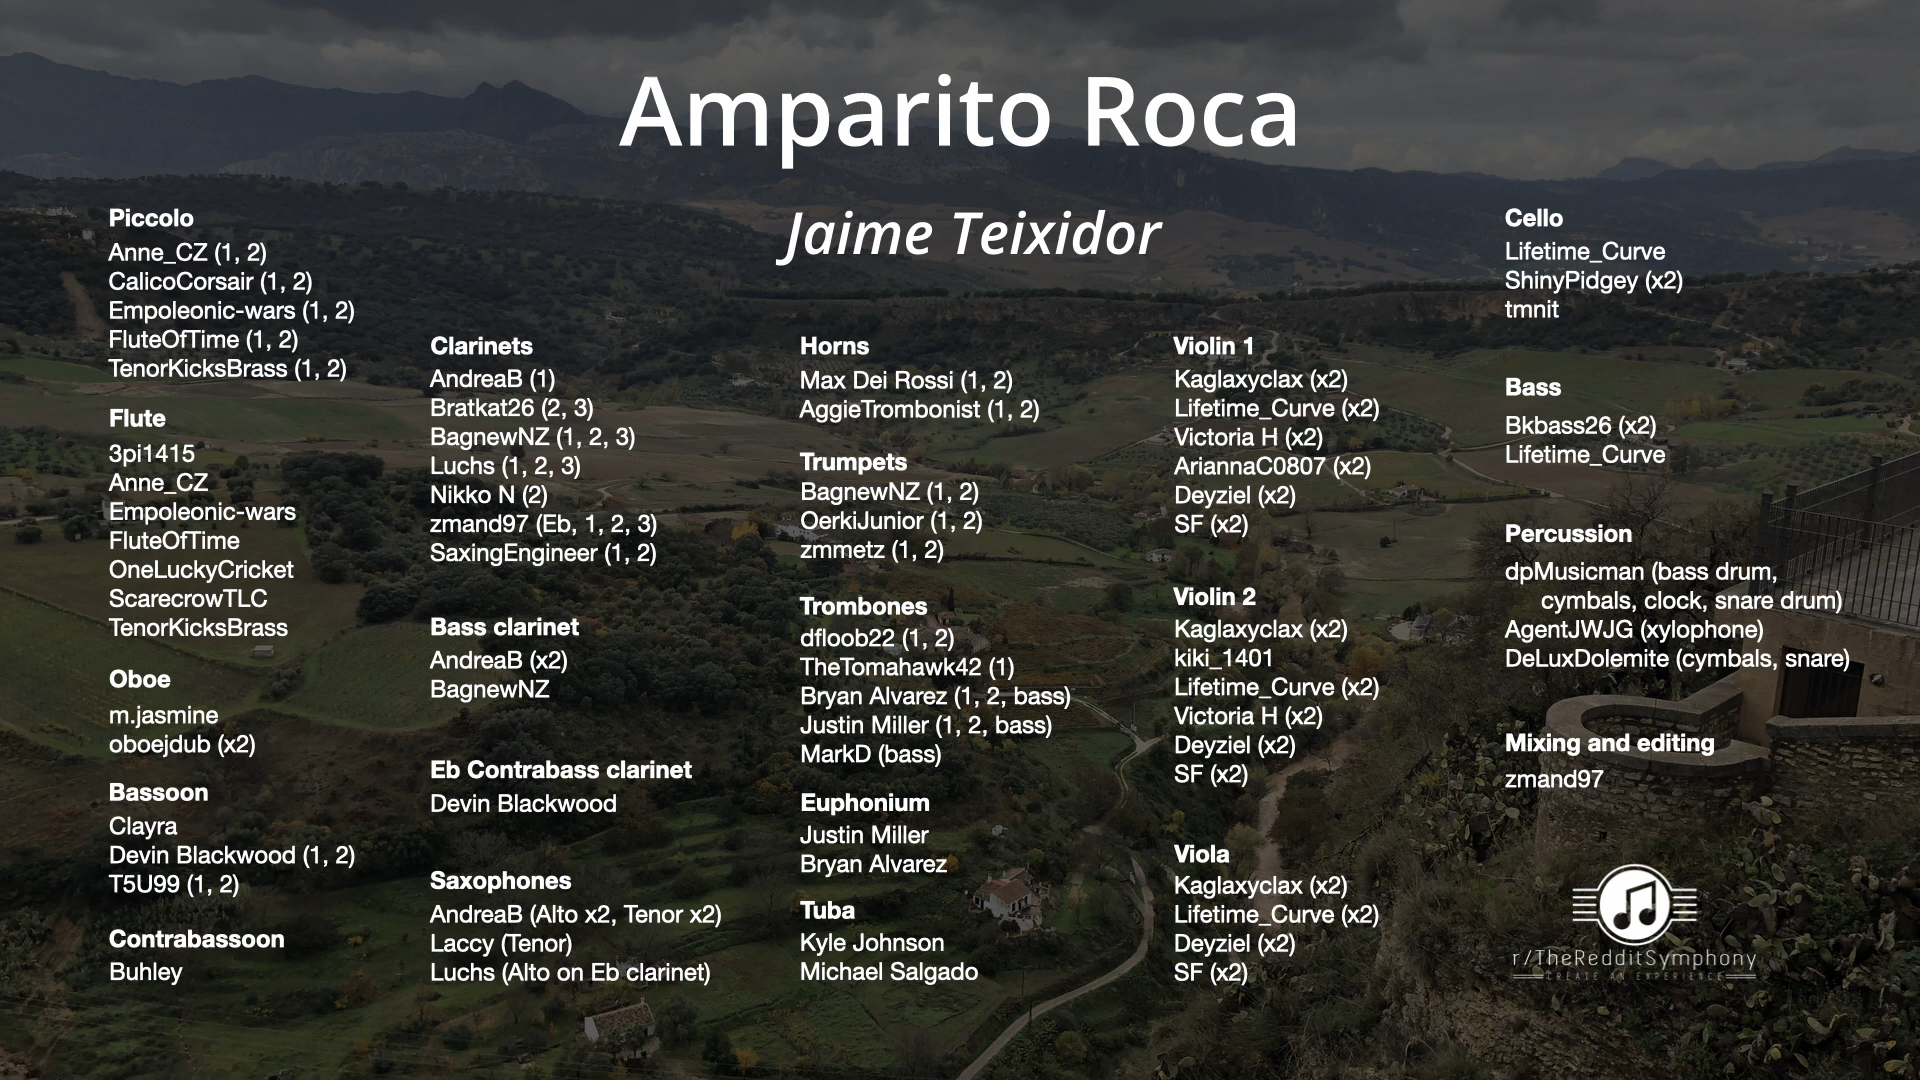 Amparito Roca
Jaime Teixidor
Piccolo
Anne_CZ (1, 2)
CalicoCorsair (1, 2)
Empoleonic-wars (1, 2)
FluteOfTime (1, 2)
TenorKicksBrass (1, 2)
Flute
3pi1415
Anne_CZ
Empoleonic-wars
FluteOfTime
OneLuckyCricket
ScarecrowTLC
TenorKicksBrass
Oboe
m.jasmine
oboejdub (x2)
Bassoon
Clayra
Devin Blackwood (1, 2)
T5U99 (1, 2)
Contrabassoon
Buhley
Clarinets
AndreaB (1)
Bratkat26 (2, 3)
BagnewNZ (1, 2, 3)
Luchs (1, 2, 3)
Nikko N (2)
zmand97 (Eb, 1, 2, 3)
SaxingEngineer (1, 2)
Bass clarinet
AndreaB (x2)
BagnewNZ
Eb Contrabass clarinet
Devin Blackwood
Saxophones
AndreaB (Alto x2, Tenor x2)
Laccy (Tenor)
Luchs (Alto on Eb clarinet)
Horns
Max Dei Rossi (1, 2)
AggieTrombonist (1, 2)
Trumpets
BagnewNZ (1, 2)
OerkiJunior (1, 2)
zmmetz (1, 2)
Trombones
dfloob22 (1, 2)
TheTomahawk42 (1)
Bryan Alvarez (1, 2, bass)
Justin Miller (1, 2, bass)
MarkD (bass)
Euphonium
Justin Miller
Bryan Alvarez
Tuba
Kyle Johnson
Michael Salgado
Violin 1
Kaglaxyclax (x2)
Lifetime_Curve (x2)
Victoria H (x2)
AriannaC0807 (x2)
Deyziel (x2)
SF (x2)
Violin 2
Kaglaxyclax (x2)
kiki_1401
Lifetime_Curve (x2)
Victoria H (x2)
Deyziel (x2)
SF (x2)
Viola
Kaglaxyclax (x2)
Lifetime_Curve (x2)
Deyziel (x2)
SF (x2)
Cello
Lifetime_Curve
ShinyPidgey (x2)
tmnit
Bass
Bkbass26 (x2)
Lifetime_Curve
Percussion
dpMusicman (bass drum,
cymbals, clock, snare drum)
AgentJWJG (xylophone)
DeLuxDolemite (cymbals, snare)
Mixing and editing
zmand97
r/TheRedditSymphony
CREATE AN EXPERIENCE